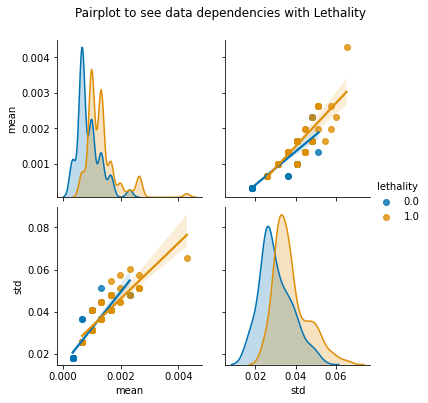 Pairplot to see data dependencies with Lethality
0.004
0.003
0.002
0.001
mean
lethality
0.0
1.0
0.08
0.06
0.04
0.02
std
0.000 0.002 0.004
mean
0.02 0.04 0.06
std